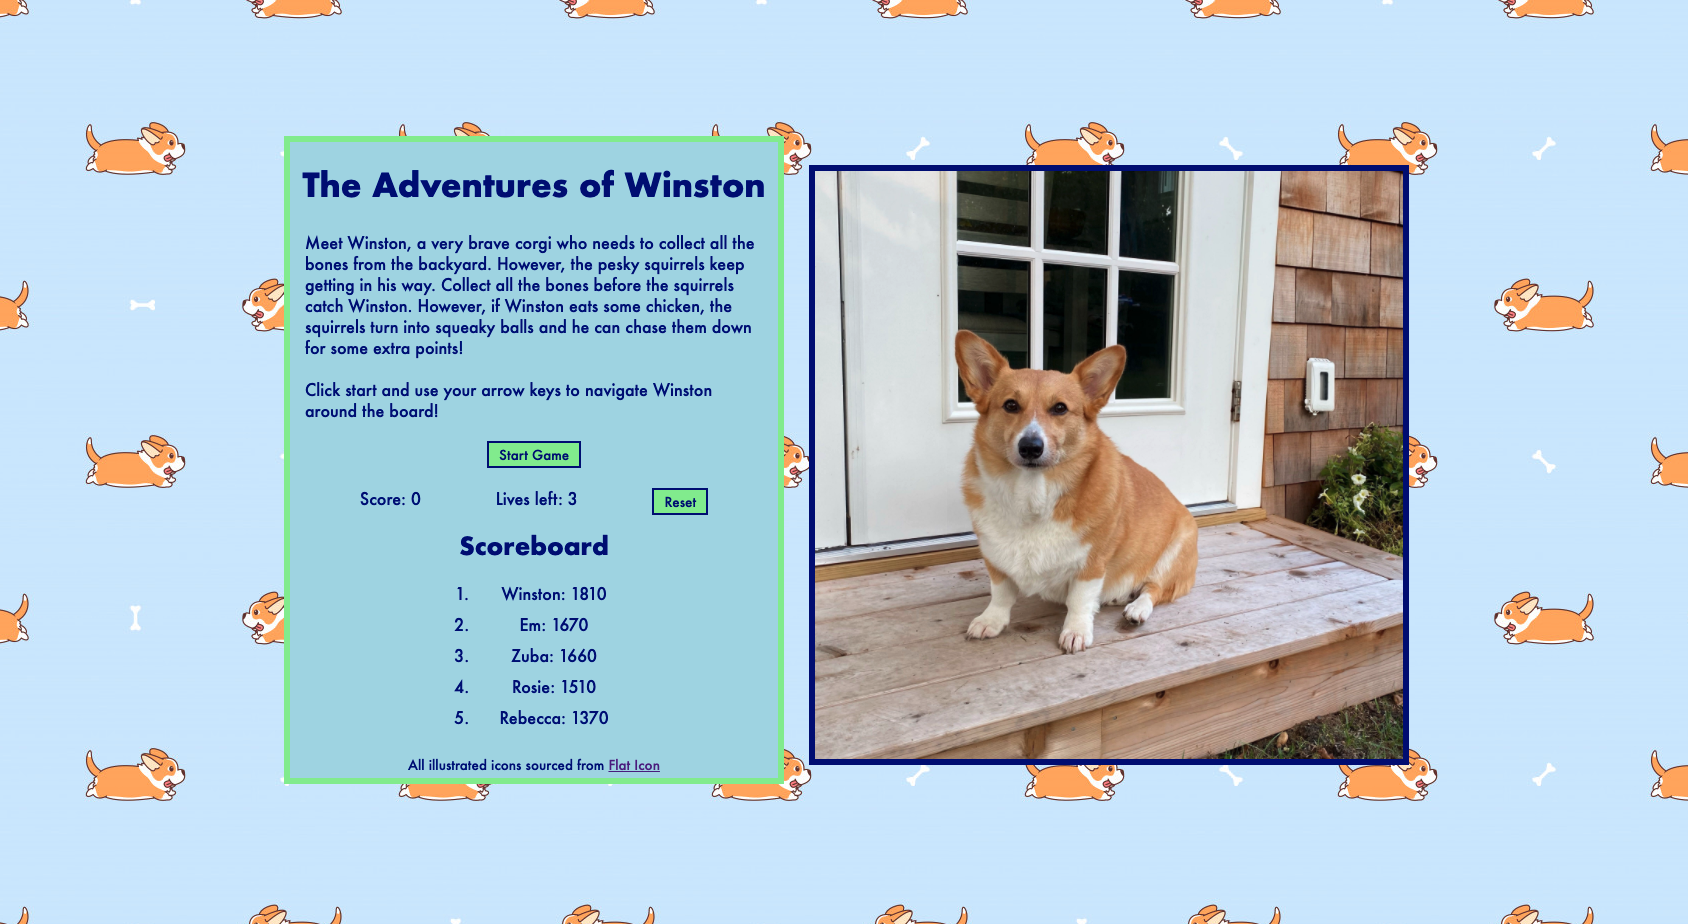 The Adventures of Winston
Meet Winston, a very brave corgi who needs to collect all the
bones from the backyard. However, the pesky squirrels keep
getting in his way. Collect all the bones before the squirrels
catch Winston. However, if Winston eats some chicken, the
squirrels turn into squeaky balls and he can chase them down
for some extra points!
Click start and use your arrow keys to navigate Winston
around the board!
Start Game
Score: 0 Lives left: 3 Reset
Scoreboard
1. Winston: 1810
2. Em: 1670
3. Zuba: 1660
4. Rosie: 1510
5. Rebecca: 1370
All illustrated icons sourced from Flat Icon